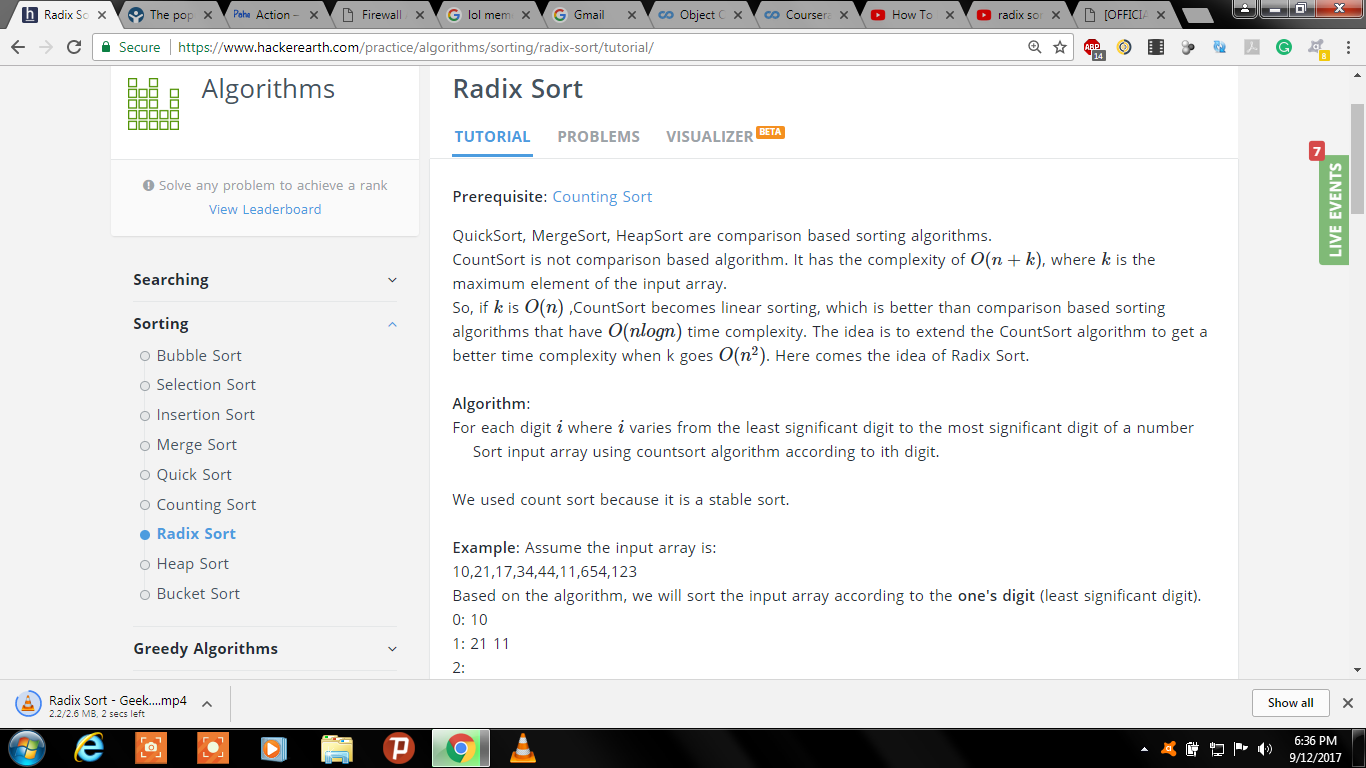 Radix So
The pop
Pohe Action –
Firewall
lol mem
Gmail
Object O
Coursera
How To
radix so
[OFFICIA
Secure https://www.hackerearth.com/practice/algorithms/sorting/radix-sort/tutorial/
ABP 14
8
Algorithms
Solve any problem to achieve a rank
View Leaderboard
Searching
Sorting
Bubble Sort
Selection Sort
Insertion Sort
Merge Sort
Quick Sort
Counting Sort
Radix Sort
Heap Sort
Bucket Sort
Greedy Algorithms
Radix Sort
TUTORIAL PROBLEMS VISUALIZER BETA
Prerequisite: Counting Sort
QuickSort, MergeSort, HeapSort are comparison based sorting algorithms.
CountSort is not comparison based algorithm. It has the complexity of O(n + k), where k is the
maximum element of the input array.
So, if k is O(n) ,CountSort becomes linear sorting, which is better than comparison based sorting
algorithms that have O(nlogn) time complexity. The idea is to extend the CountSort algorithm to get a
better time complexity when k goes O(n²). Here comes the idea of Radix Sort.
Algorithm:
For each digit i where i varies from the least significant digit to the most significant digit of a number
Sort input array using countsort algorithm according to ith digit.
We used count sort because it is a stable sort.
Example: Assume the input array is:
10,21,17,34,44,11,654,123
Based on the algorithm, we will sort the input array according to the one's digit (least significant digit).
0: 10
1: 21 11
2:
7
LIVE EVENTS
Radix Sort - Geek....mp4
2.2/2.6 MB, 2 secs left
Show all
6:36 PM
9/12/2017